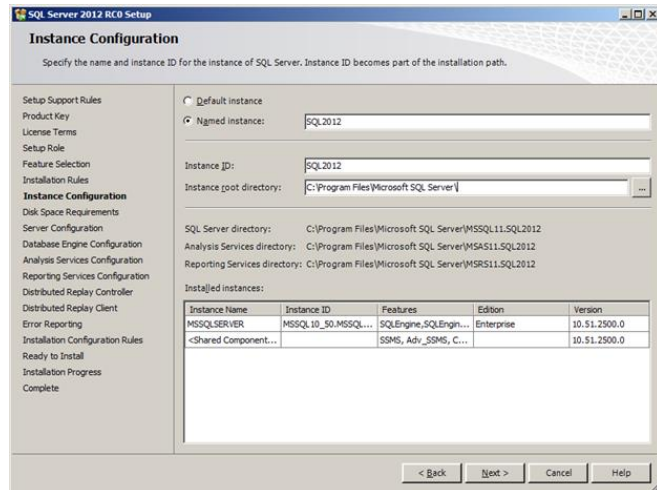 SQL Server 2012 RC0 Setup
Instance Configuration
Specify the name and instance ID for the instance of SQL Server. Instance ID becomes part of the installation path.
Setup Support Rules
Product Key
License Terms
Setup Role
Feature Selection
Installation Rules
Instance Configuration
Disk Space Requirements
Server Configuration
Database Engine Configuration
Analysis Services Configuration
Reporting Services Configuration
Distributed Replay Controller
Distributed Replay Client
Error Reporting
Installation Configuration Rules
Ready to Install
Installation Progress
Complete
Default instance
Named instance: SQL2012
Instance ID: SQL2012
Instance root directory: C:\Program Files\Microsoft SQL Server\ ...
SQL Server directory: C:\Program Files\Microsoft SQL Server\MSSQL11.SQL2012
Analysis Services directory: C:\Program Files\Microsoft SQL Server\MSAS11.SQL2012
Reporting Services directory: C:\Program Files\Microsoft SQL Server\MSRS11.SQL2012
Installed instances:
Instance Name Instance ID Features Edition Version
MSSQLSERVER MSSQL10_50.MSSQL... SQLEngine,SQLEngin... Enterprise 10.51.2500.0
<Shared Component... SSMS, Adv_SSMS, C... 10.51.2500.0
< Back Next > Cancel Help